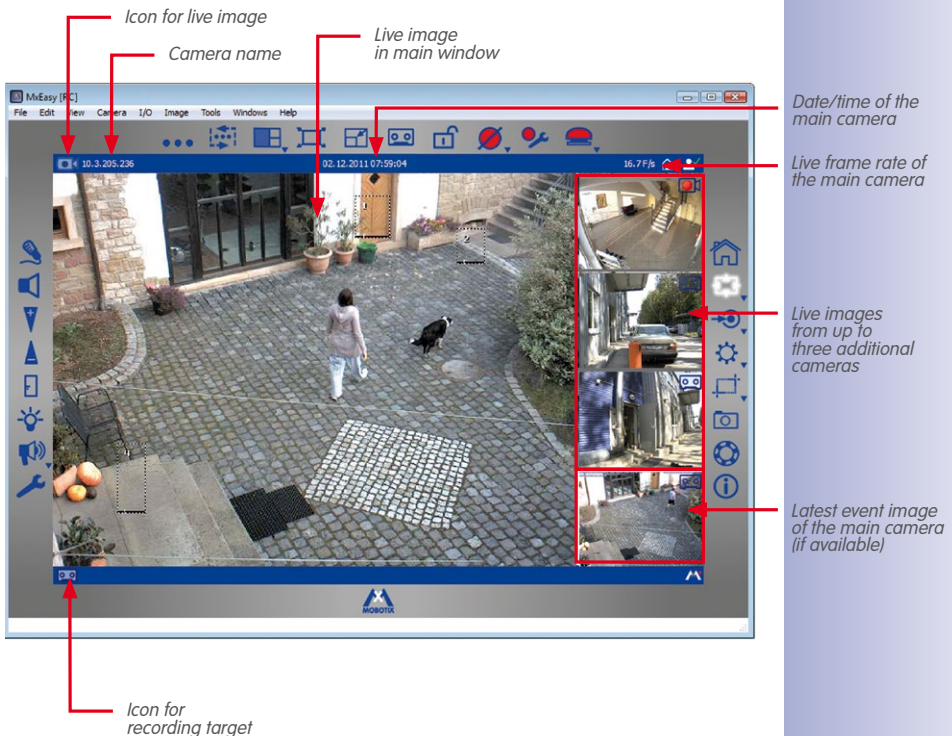 Icon for live image
Camera name
Live image
in main window
MxEasy [PC]
File Edit View Camera I/O Image Tools Windows Help
10.3.205.236
02.12.2011 07:59:04
16.7 F/s
1
2
Date/time of the
main camera
Live frame rate of
the main camera
Live images
from up to
three additional
cameras
Latest event image
of the main camera
(if available)
MOBOTIX
Icon for
recording target